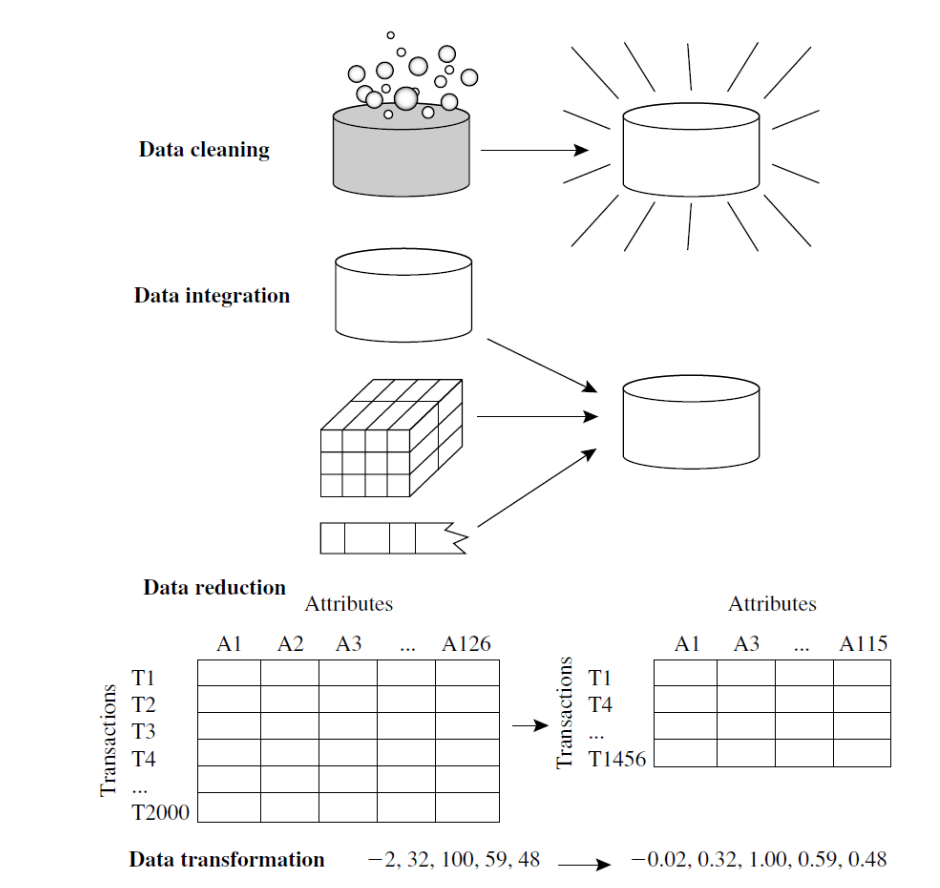 Data cleaning
Data integration
Data reduction
Attributes
A1 A2 A3 ... A126
Transactions
T1
T2
T3
T4
...
T2000
Attributes
A1 A3 ... A115
Transactions
T1
T4
...
T1456
Data transformation −2, 32, 100, 59, 48 −0.02, 0.32, 1.00, 0.59, 0.48